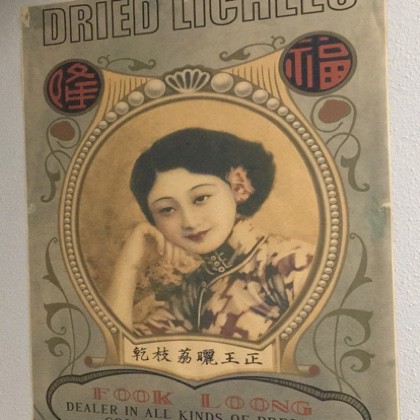 DRIED LICHEES
福隆
正王曬荔枝乾
FOOK LOONG
DEALER IN ALL KINDS OF